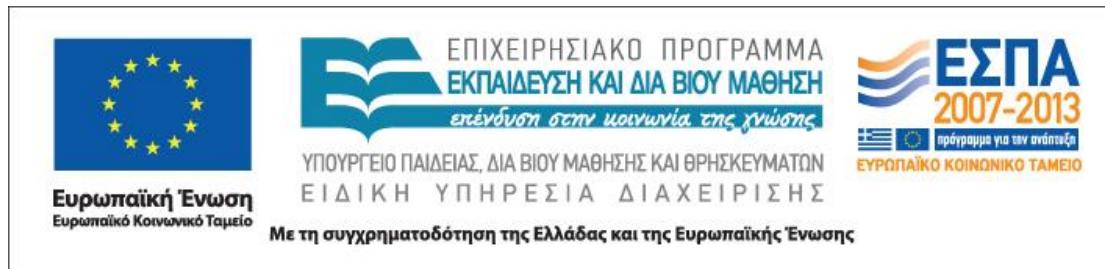 Ευρωπαϊκή Ένωση
Ευρωπαϊκό Κοινωνικό Ταμείο
ΕΠΙΧΕΙΡΗΣΙΑΚΟ ΠΡΟΓΡΑΜΜΑ
ΕΚΠΑΙΔΕΥΣΗ ΚΑΙ ΔΙΑ ΒΙΟΥ ΜΑΘΗΣΗ
επένδυση στην κοινωνία της γνώσης
ΥΠΟΥΡΓΕΙΟ ΠΑΙΔΕΙΑΣ, ΔΙΑ ΒΙΟΥ ΜΑΘΗΣΗΣ ΚΑΙ ΘΡΗΣΚΕΥΜΑΤΩΝ
ΕΙΔΙΚΗ ΥΠΗΡΕΣΙΑ ΔΙΑΧΕΙΡΙΣΗΣ
Με τη συγχρηματοδότηση της Ελλάδας και της Ευρωπαϊκής Ένωσης
ΕΣΠΑ
2007-2013
πρόγραμμα για την ανάπτυξη
ΕΥΡΩΠΑΪΚΟ ΚΟΙΝΩΝΙΚΟ ΤΑΜΕΙΟ